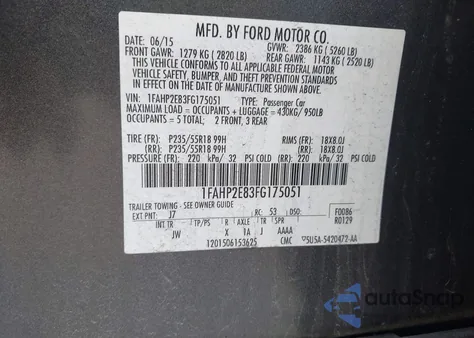 MFD. BY FORD MOTOR CO.
DATE: 06/15 GVWR: 2386 KG (5260 LB)
FRONT GAWR: 1279 KG (2820 LB) REAR GAWR: 1143 KG (2520 LB)
THIS VEHICLE CONFORMS TO ALL APPLICABLE FEDERAL MOTOR
VEHICLE SAFETY, BUMPER, AND THEFT PREVENTION STANDARDS
IN EFFECT ON THE DATE OF MANUFACTURE SHOWN ABOVE.
VIN: 1FAHP2E83FG175051 TYPE: Passenger Car
MAXIMUM LOAD = OCCUPANTS + LUGGAGE = 430KG/ 950LB
OCCUPANTS = 5 TOTAL: 2 FRONT, 3 REAR
TIRE (FR): P235/55R18 99H RIMS (FR): 18X8.0J
TIRE (RR): P235/55R18 99H (RR): 18X8.0J
PRESSURE (FR): 220 kPa/ 32 PSI COLD (RR): 220 kPa/ 32 PSI COLD
1FAHP2E83FG175051
TRAILER TOWING - SEE OWNER GUIDE
EXT PNT: J7 RC: 53 DSO: F0086
INT TR TP/PS R AXLE TR SPR R0129
JW X 1A J AAAA
1201506153625 CMC 5U5A-5420472-AA
autoSnap